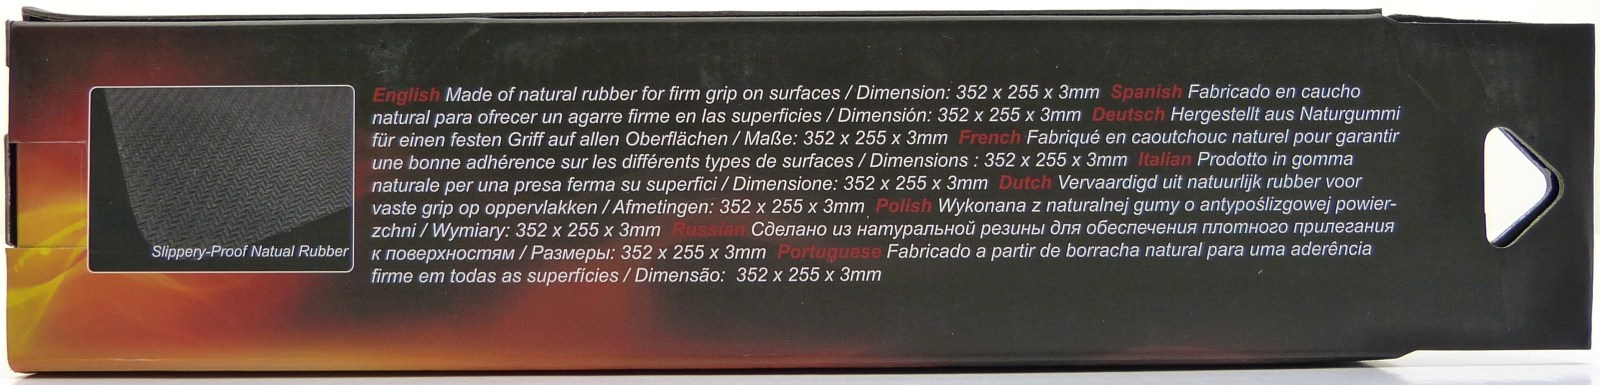 English Made of natural rubber for firm grip on surfaces / Dimension: 352 x 255 x 3mm Spanish Fabricado en caucho
natural para ofrecer un agarre firme en las superficies / Dimensión: 352 x 255 x 3mm Deutsch Hergestellt aus Naturgummi
für einen festen Griff auf allen Oberflächen / Maße: 352 x 255 x 3mm French Fabriqué en caoutchouc naturel pour garantir
une bonne adhérence sur les différents types de surfaces / Dimensions : 352 x 255 x 3mm Italian Prodotto in gomma
naturale per una presa ferma su superfici / Dimensione: 352 x 255 x 3mm Dutch Vervaardigd uit natuurlijk rubber voor
vaste grip op oppervlakken / Afmetingen: 352 x 255 x 3mm Polish Wykonana z naturalnej gumy o antypoślizgowej powier-
zchni / Wymiary: 352 x 255 x 3mm Russian Сделано из натуральной резины для обеспечения плотного прилегания
к поверхностям / Размеры: 352 x 255 x 3mm Portuguese Fabricado a partir de borracha natural para uma aderência
firme em todas as superfícies / Dimensão: 352 x 255 x 3mm
Slippery-Proof Natual Rubber